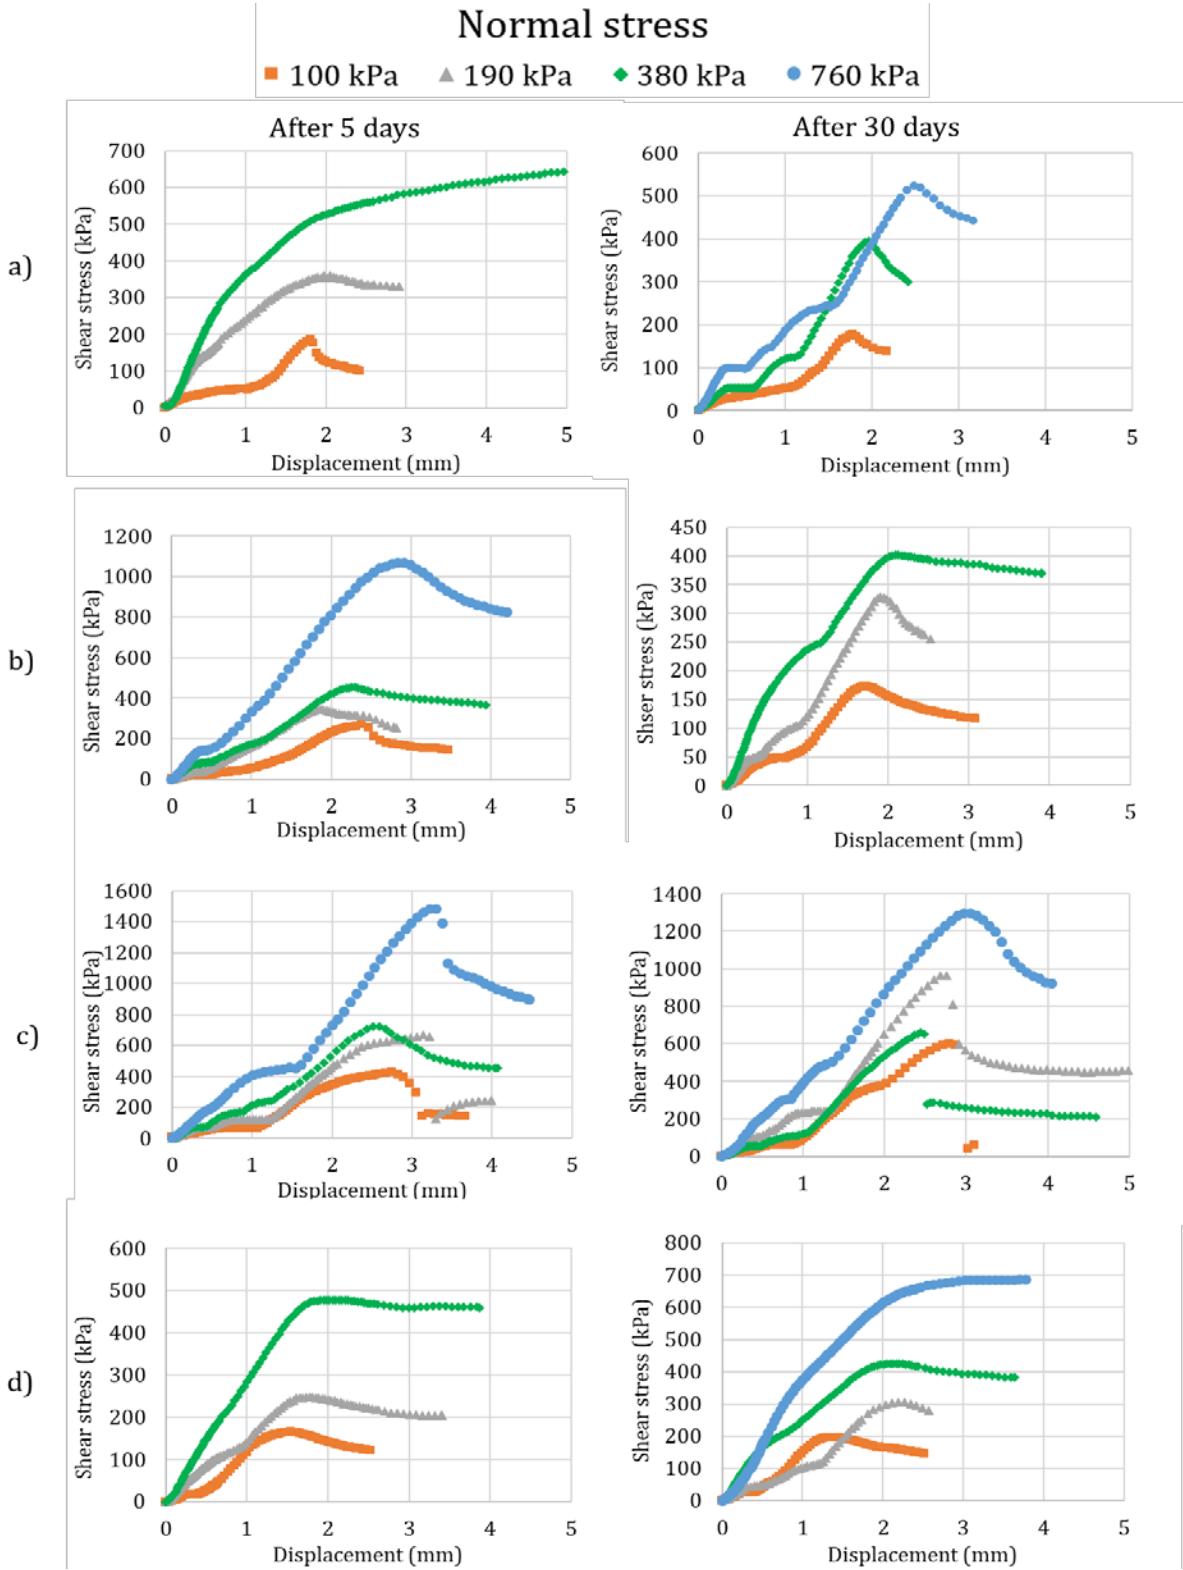 Normal stress
100 kPa 190 kPa 380 kPa 760 kPa
a)
After 5 days
Shear stress (kPa)
700
600
500
400
300
200
100
0
0 1 2 3 4 5
Displacement (mm)
After 30 days
Shear stress (kPa)
600
500
400
300
200
100
0
0 1 2 3 4 5
Displacement (mm)
b)
Shear stress (kPa)
1200
1000
800
600
400
200
0
0 1 2 3 4 5
Displacement (mm)
Shser stress (kPa)
450
400
350
300
250
200
150
100
50
0
0 1 2 3 4 5
Displacement (mm)
c)
Shear stress (kPa)
1600
1400
1200
1000
800
600
400
200
0
0 1 2 3 4 5
Displacement (mm)
Shear stress (kPa)
1400
1200
1000
800
600
400
200
0
0 1 2 3 4 5
d)
Shear stress (kPa)
600
500
400
300
200
100
0
0 1 2 3 4 5
Displacement (mm)
Shear stress (kPa)
800
700
600
500
400
300
200
100
0
0 1 2 3 4 5
Displacement (mm)